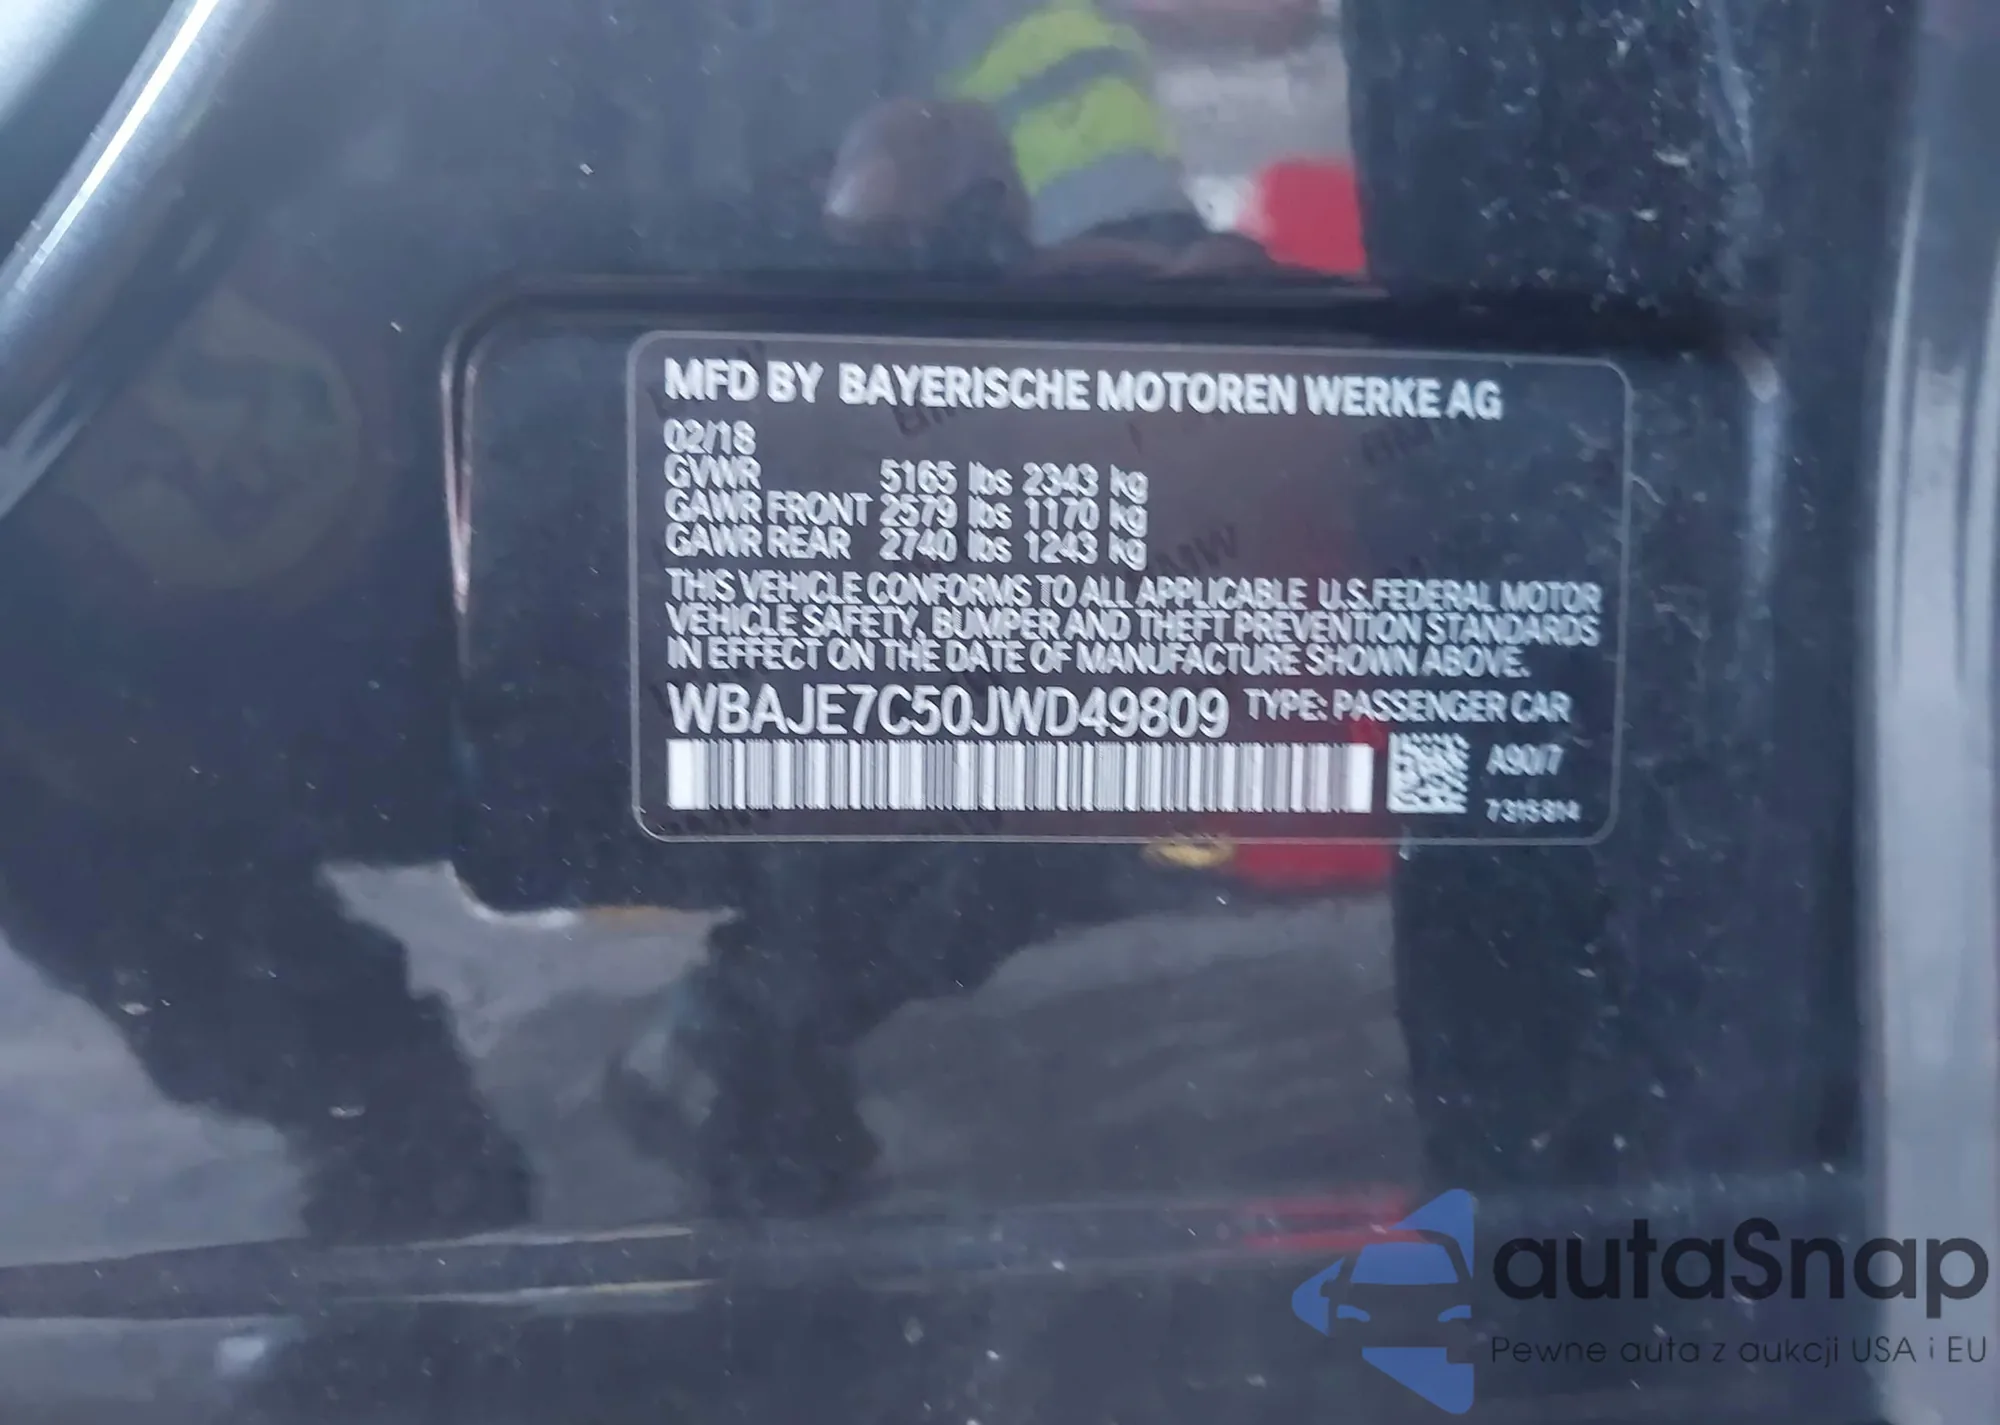 MFD BY BAYERISCHE MOTOREN WERKE AG
02/18
GVWR 5165 lbs 2343 kg
GAWR FRONT 2579 lbs 1170 kg
GAWR REAR 2740 lbs 1243 kg
THIS VEHICLE CONFORMS TO ALL APPLICABLE U.S.FEDERAL MOTOR
VEHICLE SAFETY, BUMPER AND THEFT PREVENTION STANDARDS
IN EFFECT ON THE DATE OF MANUFACTURE SHOWN ABOVE.
WBAJE7C50JWD49809 TYPE: PASSENGER CAR
A90/7
7315814
autaSnap
Pewne auta z aukcji USA i EU